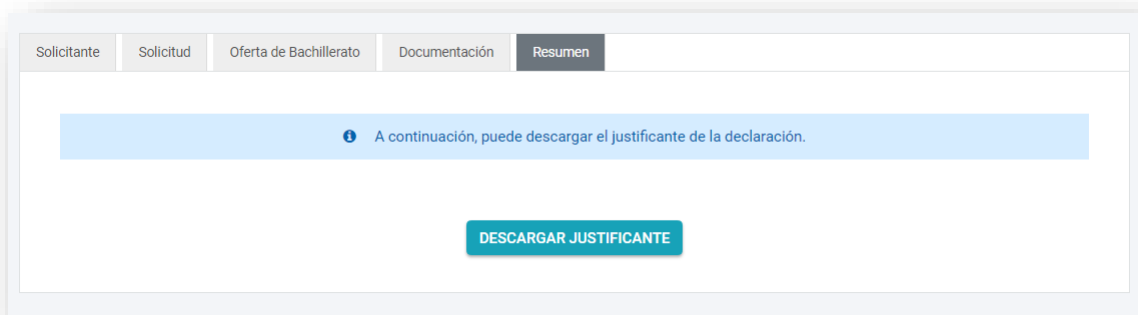 Solicitante Solicitud Oferta de Bachillerato Documentación Resumen
A continuación, puede descargar el justificante de la declaración.
DESCARGAR JUSTIFICANTE